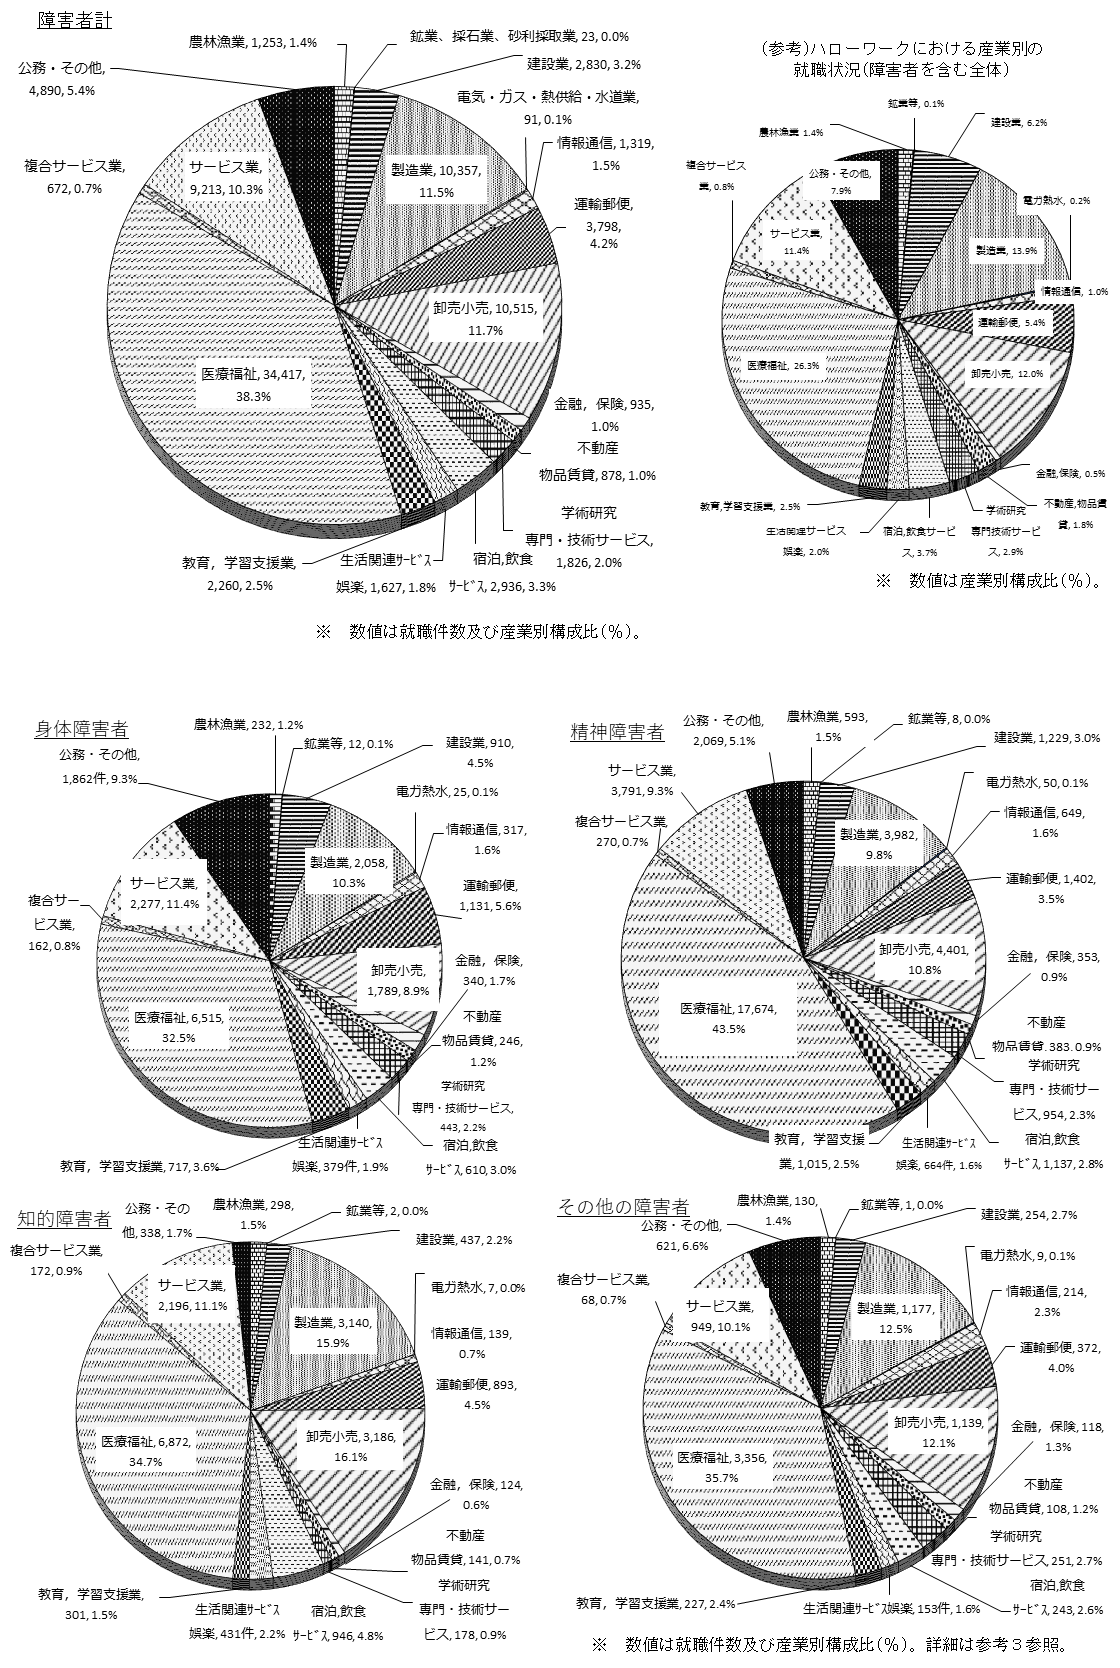 障害者計
農林漁業, 1,253, 1.4%
鉱業、採石業、砂利採取業, 23, 0.0%
建設業, 2,830, 3.2%
公務・その他,
4,890, 5.4%
電気・ガス・熱供給・水道業,
91, 0.1%
情報通信, 1,319,
1.5%
複合サービス業,
672, 0.7%
サービス業,
9,213, 10.3%
製造業, 10,357,
11.5%
運輸郵便,
3,798,
4.2%
卸売小売, 10,515,
11.7%
医療福祉, 34,417,
38.3%
金融，保険, 935,
1.0%
不動産
物品賃貸, 878, 1.0%
学術研究
専門・技術サービス,
1,826, 2.0%
教育，学習支援業,
2,260, 2.5%
生活関連ｻｰﾋﾞｽ
娯楽, 1,627, 1.8%
宿泊,飲食
ｻｰﾋﾞｽ, 2,936, 3.3%
※　数値は就職件数及び産業別構成比(％)。
(参考)ハローワークにおける産業別の
就職状況(障害者を含む全体)
鉱業等, 0.1%
農林漁業 1.4%
建設業, 6.2%
複合サービス
業, 0.8%
公務・その他,
7.9%
電力熱水, 0.2%
サービス業,
11.4%
製造業, 13.9%
情報通信, 1.0%
運輸郵便, 5.4%
医療福祉, 26.3%
卸売小売, 12.0%
金融,保険, 0.5%
教育,学習支援業, 2.5%
学術研究
専門技術サービ
ス, 2.9%
不動産,物品賃
貸, 1.8%
生活関連サービス
娯楽, 2.0%
宿泊,飲食サービ
ス, 3.7%
※　数値は産業別構成比(％)。
身体障害者
農林漁業, 232, 1.2%
鉱業等, 12, 0.1%
建設業, 910,
4.5%
公務・その他,
1,862件, 9.3%
電力熱水, 25, 0.1%
情報通信, 317,
1.6%
製造業, 2,058,
10.3%
サービス業,
2,277, 11.4%
運輸郵便,
1,131, 5.6%
複合サー
ビス業,
162, 0.8%
卸売小売,
1,789, 8.9%
金融，保険,
340, 1.7%
医療福祉, 6,515,
32.5%
不動産
物品賃貸, 246,
1.2%
学術研究
専門・技術サービス,
443, 2.2%
生活関連ｻｰﾋﾞｽ
娯楽, 379件, 1.9%
宿泊,飲食
ｻｰﾋﾞｽ, 610, 3.0%
教育，学習支援業, 717, 3.6%
精神障害者
公務・その他,
2,069, 5.1%
農林漁業, 593,
1.5%
鉱業等, 8, 0.0%
建設業, 1,229, 3.0%
サービス業,
3,791, 9.3%
電力熱水, 50, 0.1%
情報通信, 649,
1.6%
複合サービス業,
270, 0.7%
製造業, 3,982,
9.8%
運輸郵便, 1,402,
3.5%
卸売小売, 4,401,
10.8%
金融，保険, 353,
0.9%
医療福祉, 17,674,
43.5%
不動産
物品賃貸, 383, 0.9%
学術研究
専門・技術サー
ビス, 954, 2.3%
教育，学習支援
業, 1,015, 2.5%
生活関連ｻｰﾋﾞｽ
娯楽, 664件, 1.6%
宿泊,飲食
ｻｰﾋﾞｽ, 1,137, 2.8%
知的障害者
公務・その
他, 338, 1.7%
農林漁業, 298,
1.5%
鉱業等, 2, 0.0%
建設業, 437, 2.2%
複合サービス業,
172, 0.9%
サービス業,
2,196, 11.1%
電力熱水, 7, 0.0%
製造業, 3,140,
15.9%
情報通信, 139,
0.7%
運輸郵便, 893,
4.5%
医療福祉, 6,872,
34.7%
卸売小売, 3,186,
16.1%
金融，保険, 124,
0.6%
不動産
物品賃貸, 141, 0.7%
学術研究
専門・技術サー
ビス, 178, 0.9%
教育，学習支援業,
301, 1.5%
生活関連ｻｰﾋﾞｽ
娯楽, 431件, 2.2%
宿泊,飲食
ｻｰﾋﾞｽ, 946, 4.8%
その他の障害者
公務・その他,
621, 6.6%
農林漁業, 130,
1.4%
鉱業等, 1, 0.0%
建設業, 254, 2.7%
電力熱水, 9, 0.1%
複合サービス業,
68, 0.7%
サービス業,
949, 10.1%
製造業, 1,177,
12.5%
情報通信, 214,
2.3%
運輸郵便, 372,
4.0%
卸売小売, 1,139,
12.1%
医療福祉, 3,356,
35.7%
金融，保険, 118,
1.3%
不動産
物品賃貸, 108, 1.2%
学術研究
専門・技術サービス, 251, 2.7%
宿泊,飲食
ｻｰﾋﾞｽ, 243, 2.6%
教育，学習支援業, 227, 2.4%
生活関連ｻｰﾋﾞｽ娯楽, 153件, 1.6%
※　数値は就職件数及び産業別構成比(％)。詳細は参考３参照。